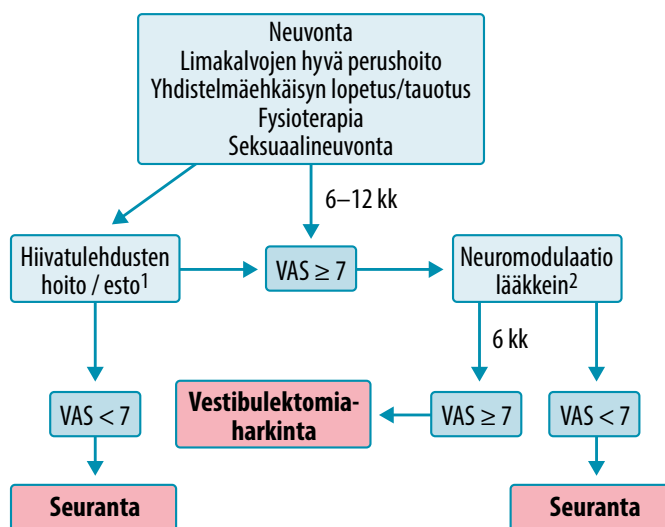 Neuvonta
Limakalvojen hyvä perushoito
Yhdistelmäehkäisyn lopetus/tauotus
Fysioterapia
Seksuaalineuvonta
6–12 kk
Hiivatulehdusten
hoito / esto1
VAS ≥ 7
Neuromodulaatio
lääkkein2
6 kk
VAS < 7
Vestibulektomia-
harkinta
VAS ≥ 7
VAS < 7
Seuranta
Seuranta